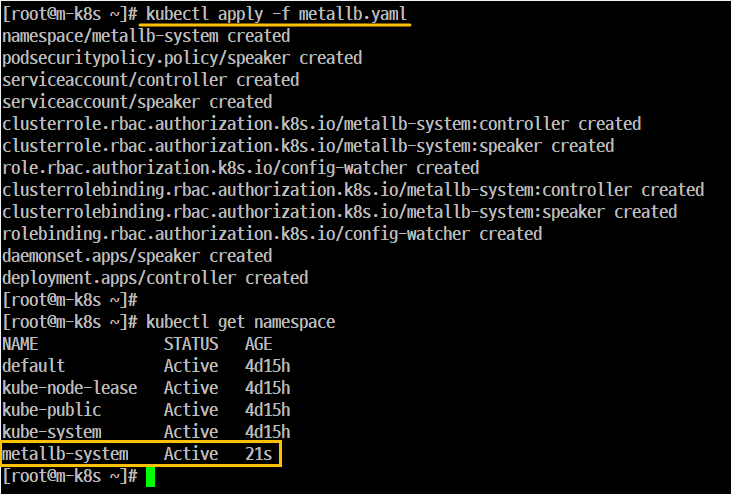 [root@m-k8s ~]# kubectl apply -f metallb.yaml
namespace/metallb-system created
podsecuritypolicy.policy/speaker created
serviceaccount/controller created
serviceaccount/speaker created
clusterrole.rbac.authorization.k8s.io/metallb-system:controller created
clusterrole.rbac.authorization.k8s.io/metallb-system:speaker created
role.rbac.authorization.k8s.io/config-watcher created
clusterrolebinding.rbac.authorization.k8s.io/metallb-system:controller created
clusterrolebinding.rbac.authorization.k8s.io/metallb-system:speaker created
rolebinding.rbac.authorization.k8s.io/config-watcher created
daemonset.apps/speaker created
deployment.apps/controller created
[root@m-k8s ~]#
[root@m-k8s ~]# kubectl get namespace
NAME              STATUS   AGE
default           Active   4d15h
kube-node-lease   Active   4d15h
kube-public       Active   4d15h
kube-system       Active   4d15h
metallb-system    Active   21s
[root@m-k8s ~]#